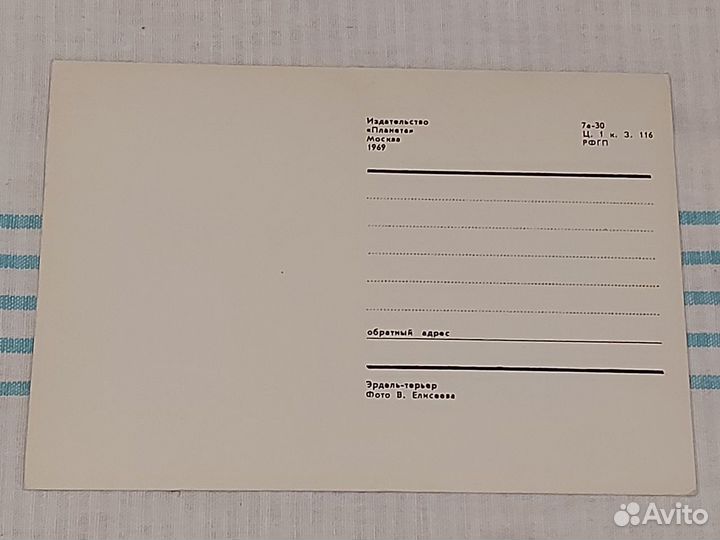 Издательство
«Планета»
Москва
1969
7а-30
Ц. 1 к. З. 116
РФГП
обратный адрес
Эрдель-терьер
Фото В. Елисеева
Avito